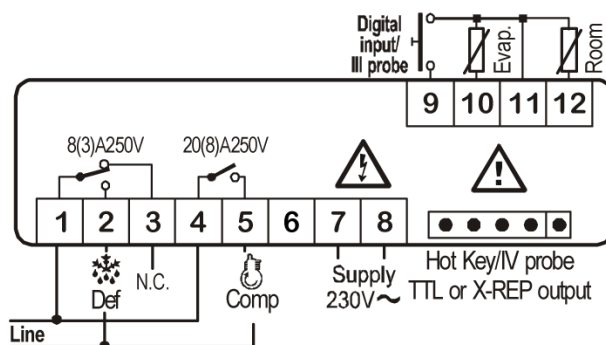 Digital
input/
III probe
Evap.
Room
9 10 11 12
8(3)A250V
20(8)A250V
1 2 3 4 5 6 7 8
Def
N.C.
Comp
Supply
230V~
Hot Key/IV probe
TTL or X-REP output
Line